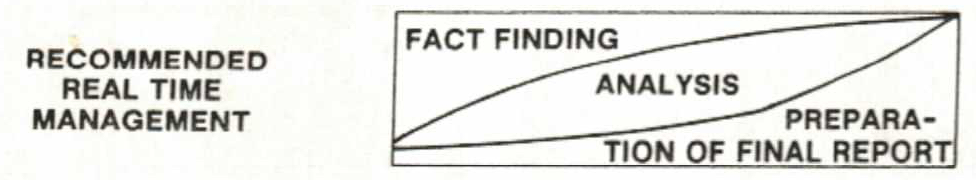 RECOMMENDED
REAL TIME
MANAGEMENT
FACT FINDING
ANALYSIS
PREPARA-
TION OF FINAL REPORT